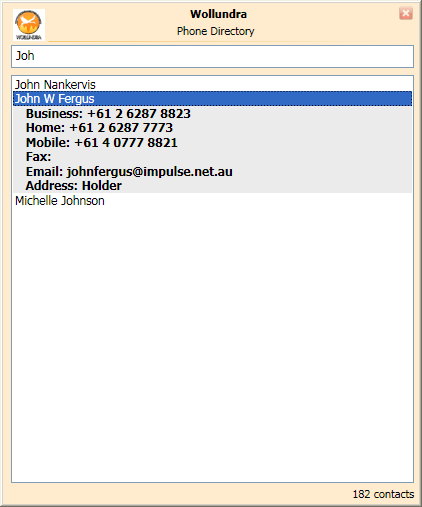 WOLLUNDRA
Wollundra
Phone Directory
Joh
John Nankervis
John W Fergus
Business: +61 2 6287 8823
Home: +61 2 6287 7773
Mobile: +61 4 0777 8821
Fax:
Email: johnfergus@impulse.net.au
Address: Holder
Michelle Johnson
182 contacts